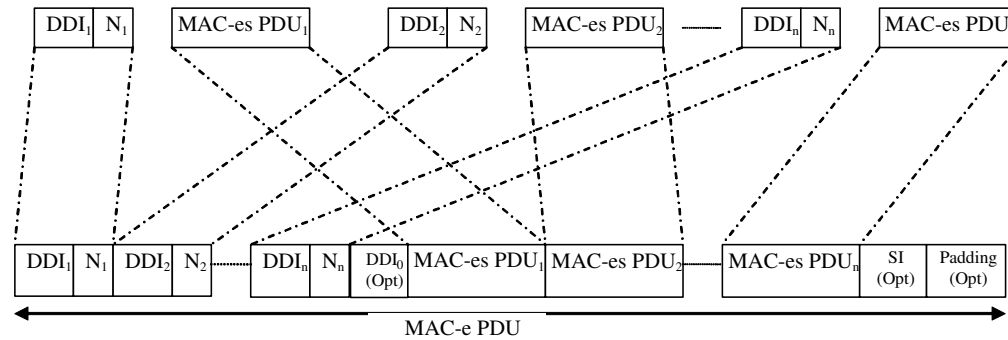 DDI₁ N₁ MAC-es PDU₁ DDI₂ N₂ MAC-es PDU₂ DDIₙ Nₙ MAC-es PDU
DDI₁ N₁ DDI₂ N₂ DDIₙ Nₙ DDI₀ (Opt) MAC-es PDU₁ MAC-es PDU₂ MAC-es PDUₙ SI (Opt) Padding (Opt)
MAC-e PDU